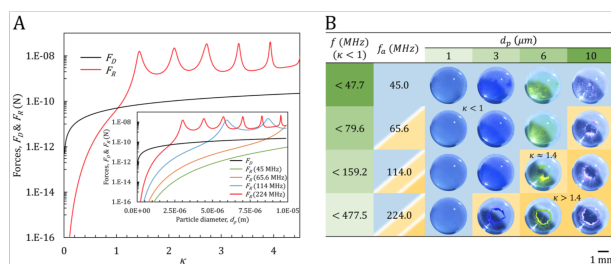 A
1.E-08
1.E-10
1.E-12
1.E-14
1.E-16
Forces, F_D & F_R (N)
F_D
F_R
0 1 2 3 4
κ
1.E-08
1.E-10
1.E-12
1.E-14
1.E-16
Forces, F_D & F_R (N)
F_D
F_R (45 MHz)
F_R (65.6 MHz)
F_R (114 MHz)
F_R (224 MHz)
0.E+00 2.5E-06 5.0E-06 7.5E-06 1.0E-05
Particle diameter, d_p (m)
B
f (MHz)
(κ < 1)
f_a (MHz)
d_p (μm)
1 3 6 10
< 47.7 45.0
κ < 1
< 79.6 65.6
κ ≈ 1.4
< 159.2 114.0
κ > 1.4
< 477.5 224.0
1 mm